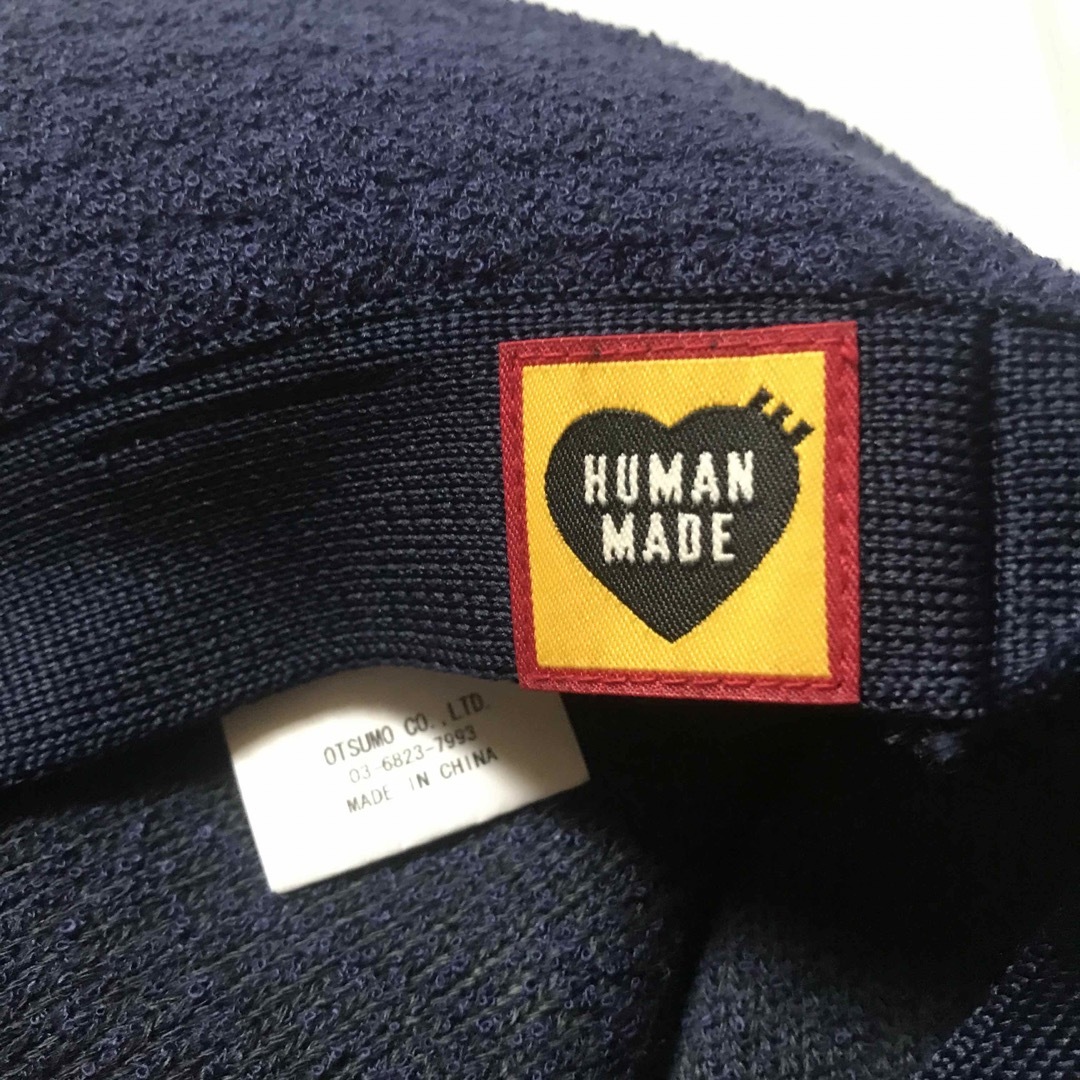 HUMAN
MADE
OTSUMO CO.,LTD.
03-6823-7993
MADE IN CHINA